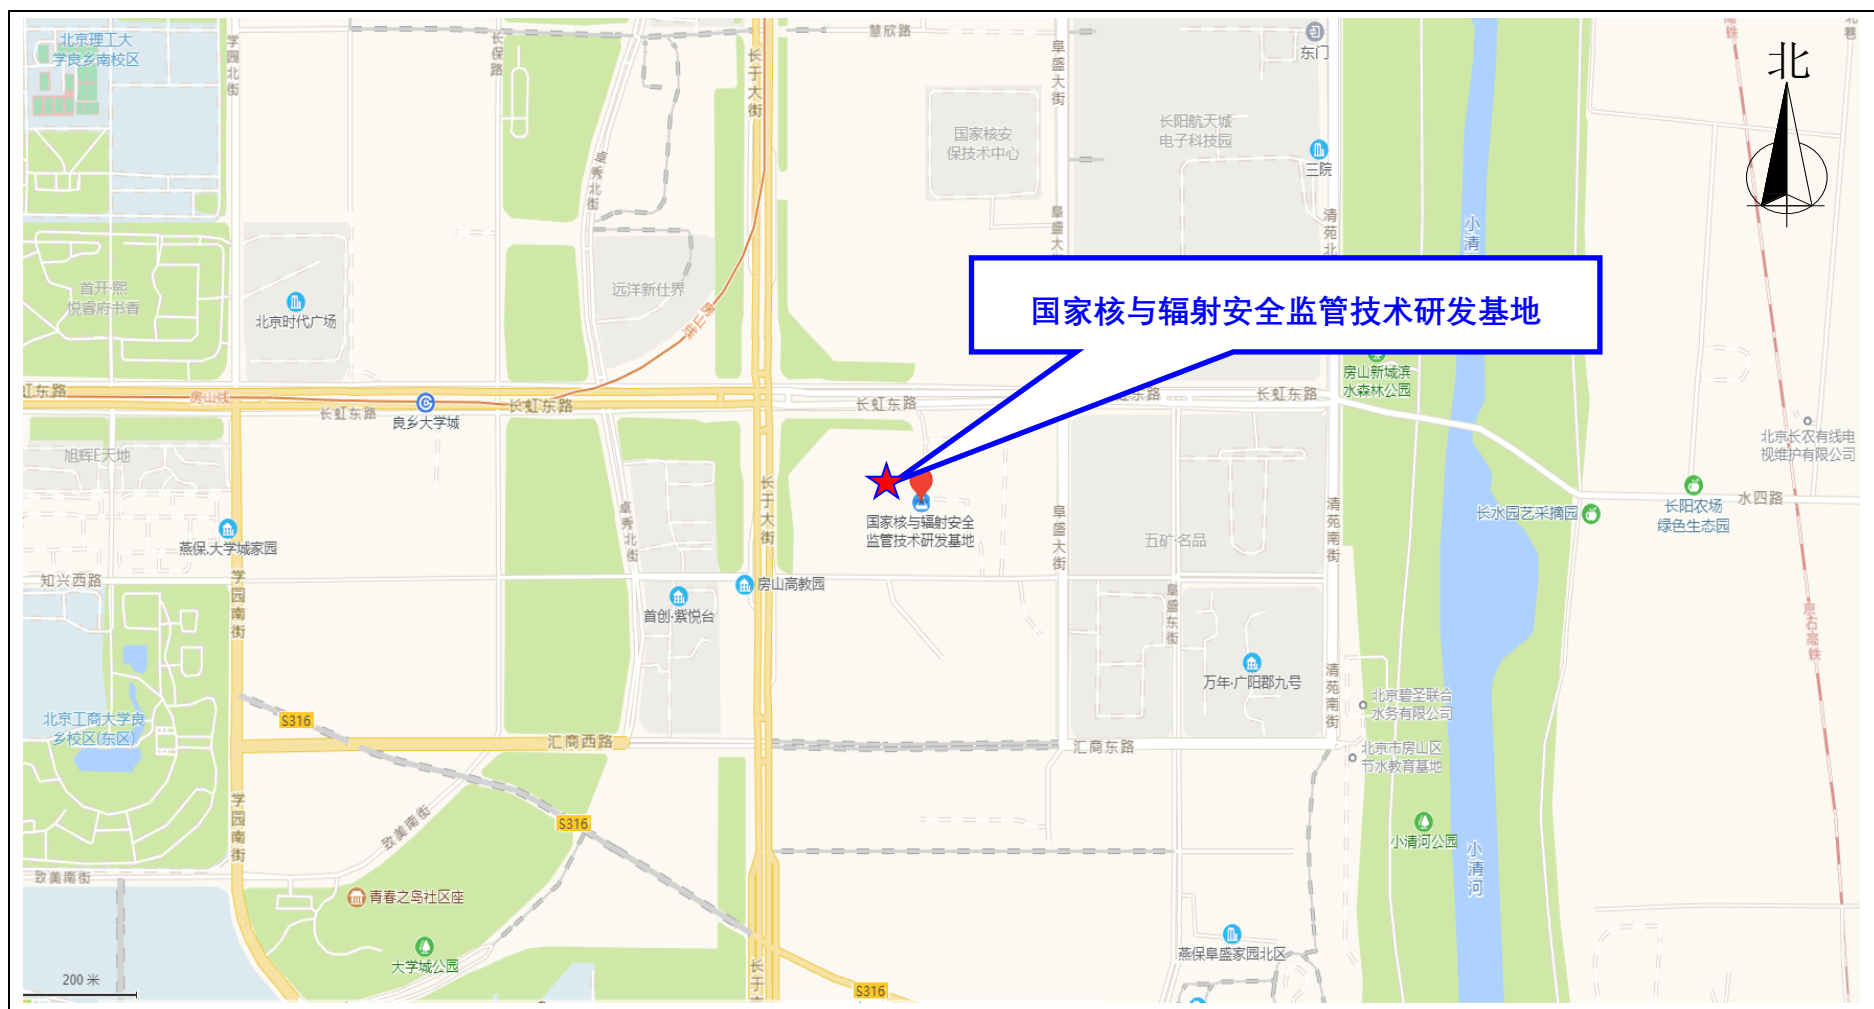 北京理工大
学良乡南校区
学园北街
长保路
长于大街
慧欣路
阜盛大街
东门
北
国家核安
保技术中心
长阳航天城
电子科技园
三院
卓秀北街
阜盛大
清苑北
小清
首开·熙
悦睿府书香
北京时代广场
远洋新仕界
房山线
国家核与辐射安全监管技术研发基地
房山新城滨
水森林公园
虹东路
房山线
长虹东路
良乡大学城
长虹东路
长虹东路
东路
长虹东路
旭辉E天地
北京长农有线电
视维护有限公司
长于大街
卓秀北街
国家核与辐射安全
监管技术研发基地
阜盛大街
清苑南街
五矿·名品
长水园艺采摘园
长阳农场
绿色生态园
水四路
燕保.大学城家园
知兴西路
学园南街
首创·紫悦台
房山高教园
阜盛东街
京石高铁
万年·广阳郡九号
清苑南街
北京碧圣联合
水务有限公司
北京工商大学良
乡校区(东区)
S316
汇商西路
汇商东路
北京市房山区
节水教育基地
学园南街
致美南街
S316
小清河公园
小清河
致美南街
青春之岛社区座
大学城公园
燕保阜盛家园北区
长于
200 米
S316